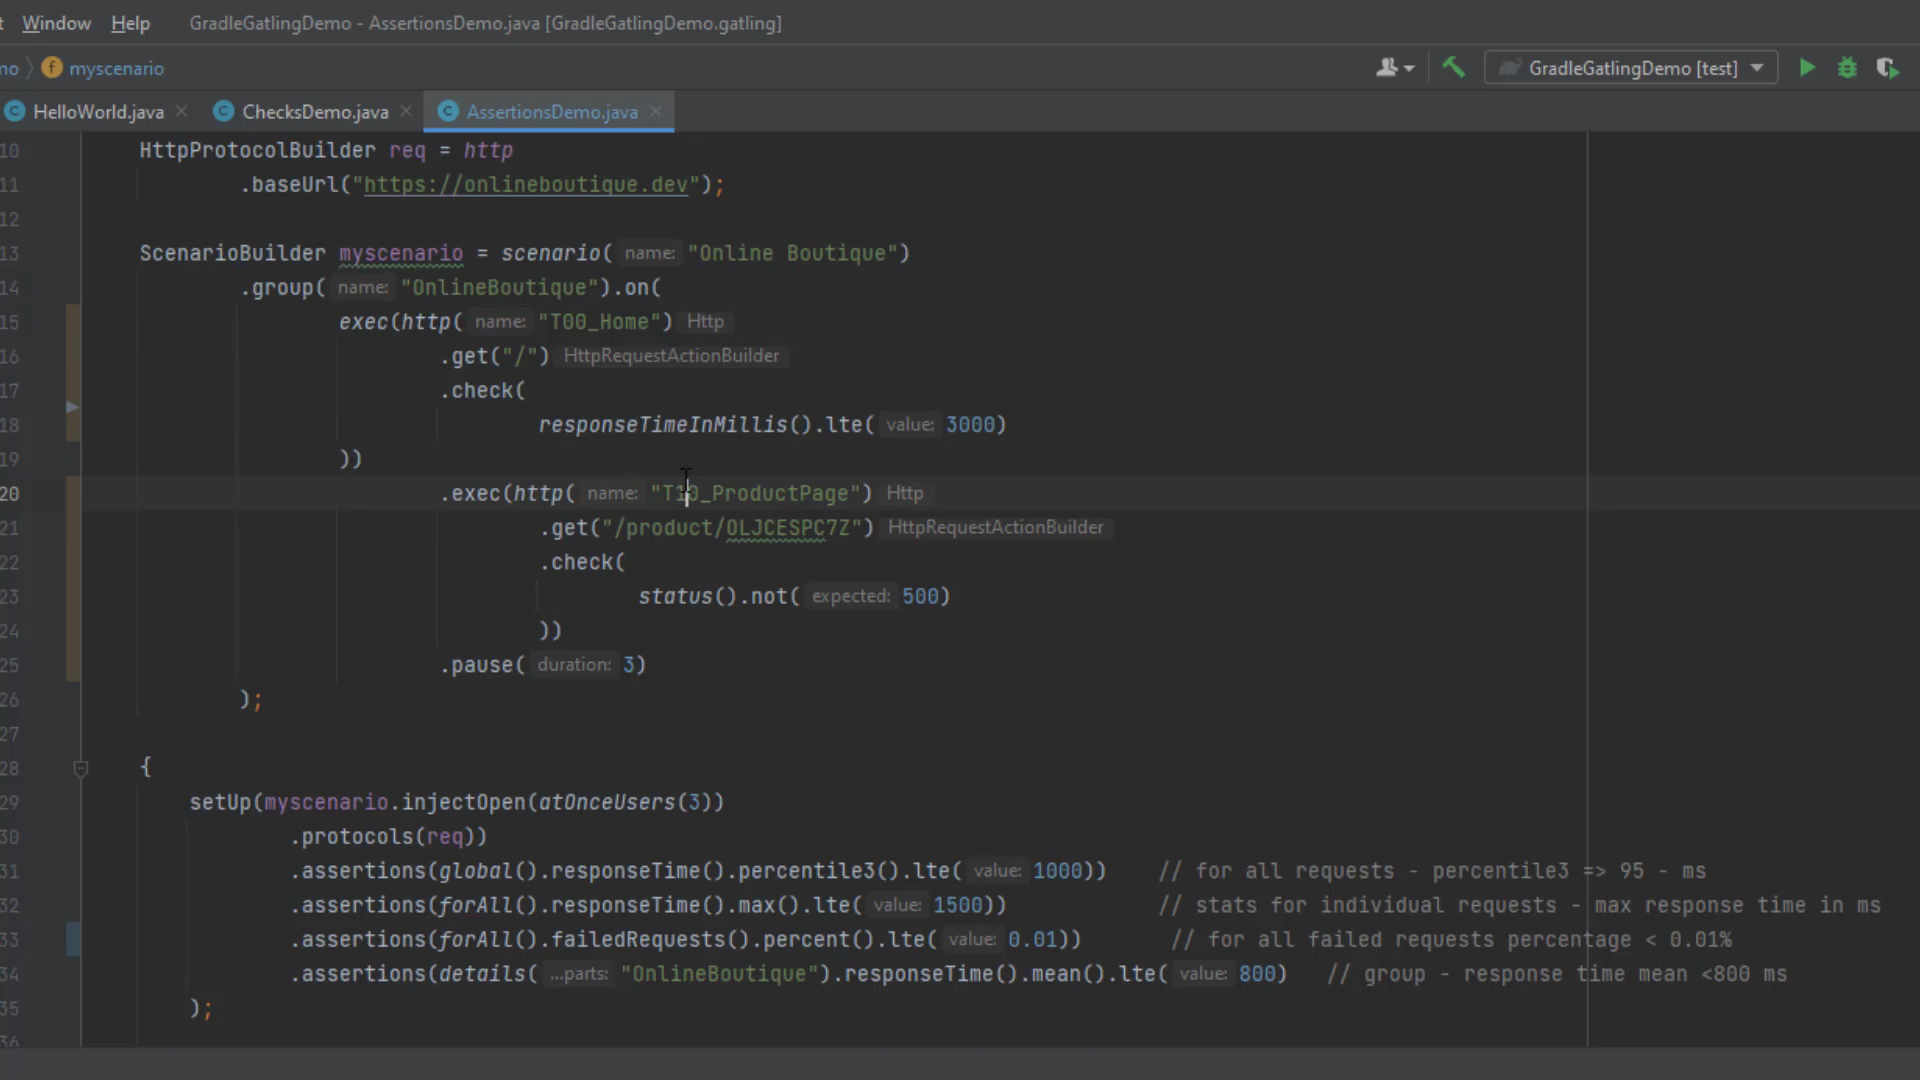 t Window Help GradleGatlingDemo - AssertionsDemo.java [GradleGatlingDemo.gatling]
mo f myscenario GradleGatlingDemo [test]
C HelloWorld.java C ChecksDemo.java C AssertionsDemo.java
10 HttpProtocolBuilder req = http
11 .baseUrl("https://onlineboutique.dev");
12
13 ScenarioBuilder myscenario = scenario( name: "Online Boutique")
14 .group( name: "OnlineBoutique").on(
15 exec(http( name: "T00_Home") Http
16 .get("/") HttpRequestActionBuilder
17 .check(
18 responseTimeInMillis().lte( value: 3000)
19 ))
20 .exec(http( name: "T10_ProductPage") Http
21 .get("/product/OLJCESPC7Z") HttpRequestActionBuilder
22 .check(
23 status().not( expected: 500)
24 ))
25 .pause( duration: 3)
26 );
27
28 {
29 setUp(myscenario.injectOpen(atOnceUsers(3))
30 .protocols(req))
31 .assertions(global().responseTime().percentile3().lte( value: 1000)) // for all requests - percentile3 => 95 - ms
32 .assertions(forAll().responseTime().max().lte( value: 1500)) // stats for individual requests - max response time in ms
33 .assertions(forAll().failedRequests().percent().lte( value: 0.01)) // for all failed requests percentage < 0.01%
34 .assertions(details( ...parts: "OnlineBoutique").responseTime().mean().lte( value: 800) // group - response time mean <800 ms
35 );
36